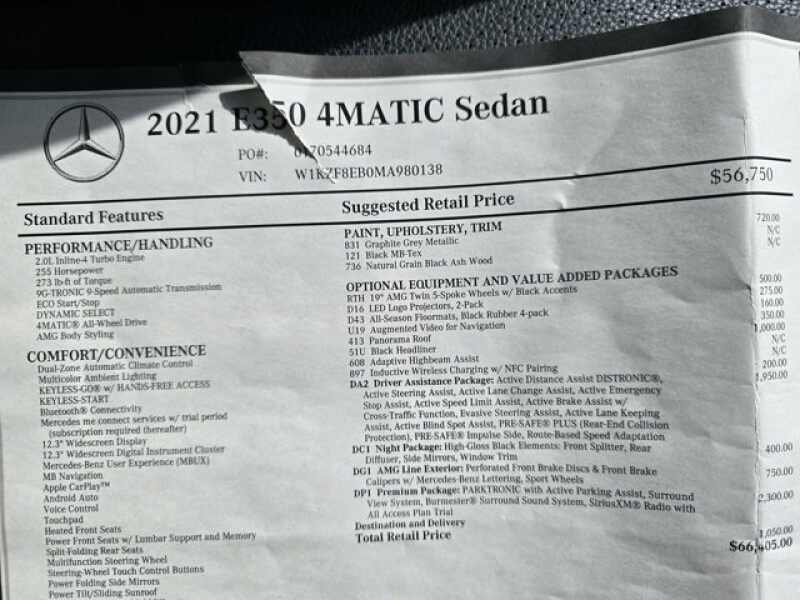 2021 E350 4MATIC Sedan
PO#: 0170544684
VIN: W1KZF8EB0MA980138
Standard Features
Suggested Retail Price $56,750
PERFORMANCE/HANDLING
2.0L Inline-4 Turbo Engine
255 Horsepower
273 lb-ft of Torque
9G-TRONIC 9-Speed Automatic Transmission
ECO Start/Stop
DYNAMIC SELECT
4MATIC® All-Wheel Drive
AMG Body Styling
COMFORT/CONVENIENCE
Dual-Zone Automatic Climate Control
Multicolor Ambient Lighting
KEYLESS-GO® w/ HANDS-FREE ACCESS
KEYLESS-START
Bluetooth® Connectivity
Mercedes me connect services w/ trial period
(subscription required thereafter)
12.3" Widescreen Display
12.3" Widescreen Digital Instrument Cluster
Mercedes-Benz User Experience (MBUX)
MB Navigation
Apple CarPlay™
Android Auto
Voice Control
Touchpad
Heated Front Seats
Power Front Seats w/ Lumbar Support and Memory
Split-Folding Rear Seats
Multifunction Steering Wheel
Steering-Wheel Touch Control Buttons
Power Folding Side Mirrors
Power Tilt/Sliding Sunroof
PAINT, UPHOLSTERY, TRIM
831 Graphite Grey Metallic 720.00
121 Black MB-Tex N/C
736 Natural Grain Black Ash Wood N/C
OPTIONAL EQUIPMENT AND VALUE ADDED PACKAGES
RTH 19" AMG Twin 5-Spoke Wheels w/ Black Accents 500.00
D16 LED Logo Projectors, 2-Pack 275.00
D43 All-Season Floormats, Black Rubber 4-pack 160.00
U19 Augmented Video for Navigation 350.00
413 Panorama Roof 1,000.00
51U Black Headliner N/C
608 Adaptive Highbeam Assist N/C
897 Inductive Wireless Charging w/ NFC Pairing 200.00
DA2 Driver Assistance Package: Active Distance Assist DISTRONIC®, 1,950.00
Active Steering Assist, Active Lane Change Assist, Active Emergency
Stop Assist, Active Speed Limit Assist, Active Brake Assist w/
Cross-Traffic Function, Evasive Steering Assist, Active Lane Keeping
Assist, Active Blind Spot Assist, PRE-SAFE® PLUS (Rear-End Collision
Protection), PRE-SAFE® Impulse Side, Route-Based Speed Adaptation
DC1 Night Package: High-Gloss Black Elements: Front Splitter, Rear 400.00
Diffuser, Side Mirrors, Window Trim
DG1 AMG Line Exterior: Perforated Front Brake Discs & Front Brake 750.00
Calipers w/ Mercedes-Benz Lettering, Sport Wheels
DP1 Premium Package: PARKTRONIC with Active Parking Assist, Surround 2,300.00
View System, Burmester® Surround Sound System, SiriusXM® Radio with
All Access Plan Trial
Destination and Delivery 1,050.00
Total Retail Price $66,405.00